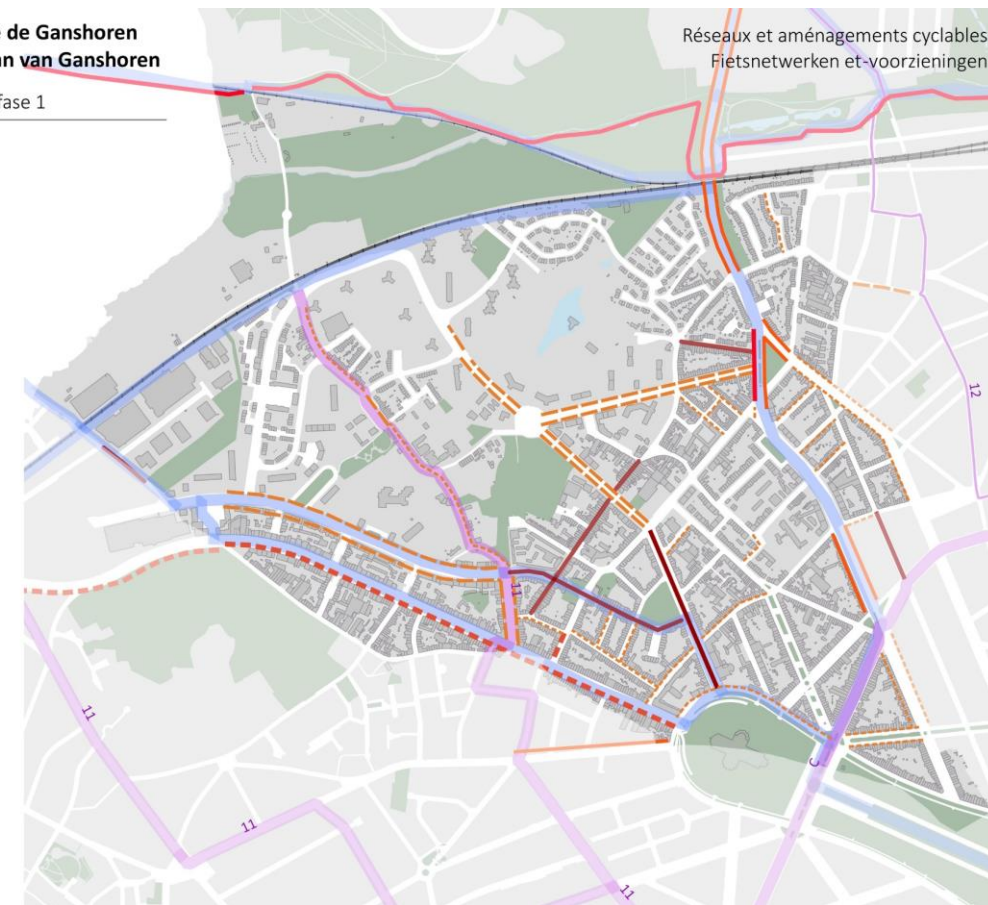 e de Ganshoren
an van Ganshoren
fase 1
Réseaux et aménagements cyclables
Fietsnetwerken et-voorzieningen
12
11
11
11
11